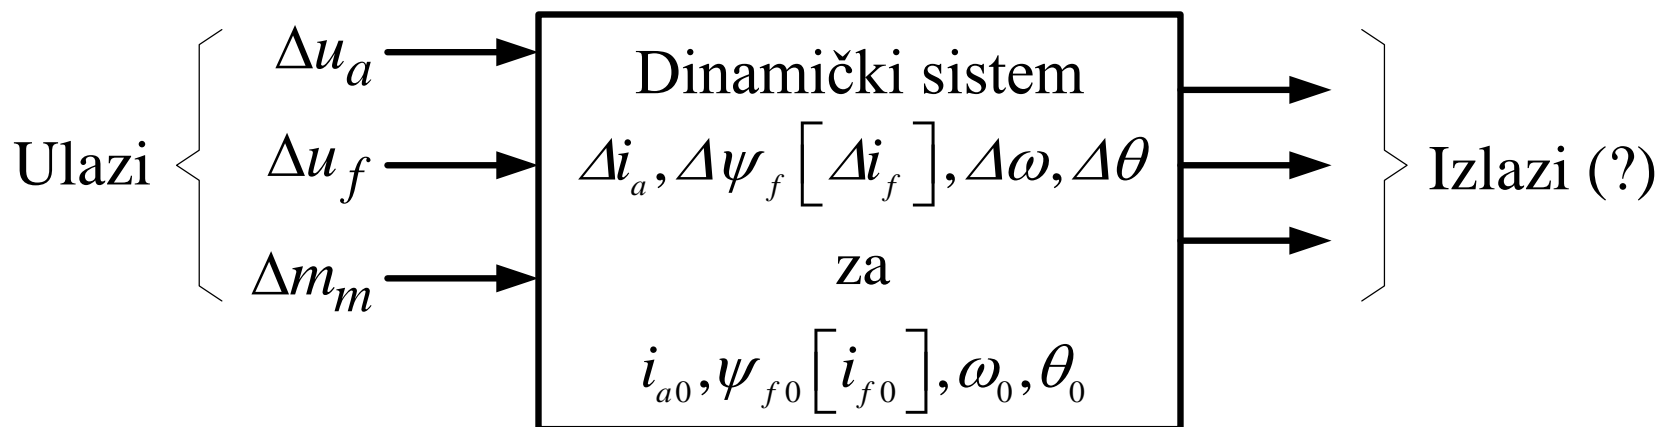 Ulazi
Δu_a
Δu_f
Δm_m
Dinamički sistem
Δi_a, Δψ_f [Δi_f], Δω, Δθ
za
i_a0, ψ_f0 [i_f0], ω_0, θ_0
Izlazi (?)